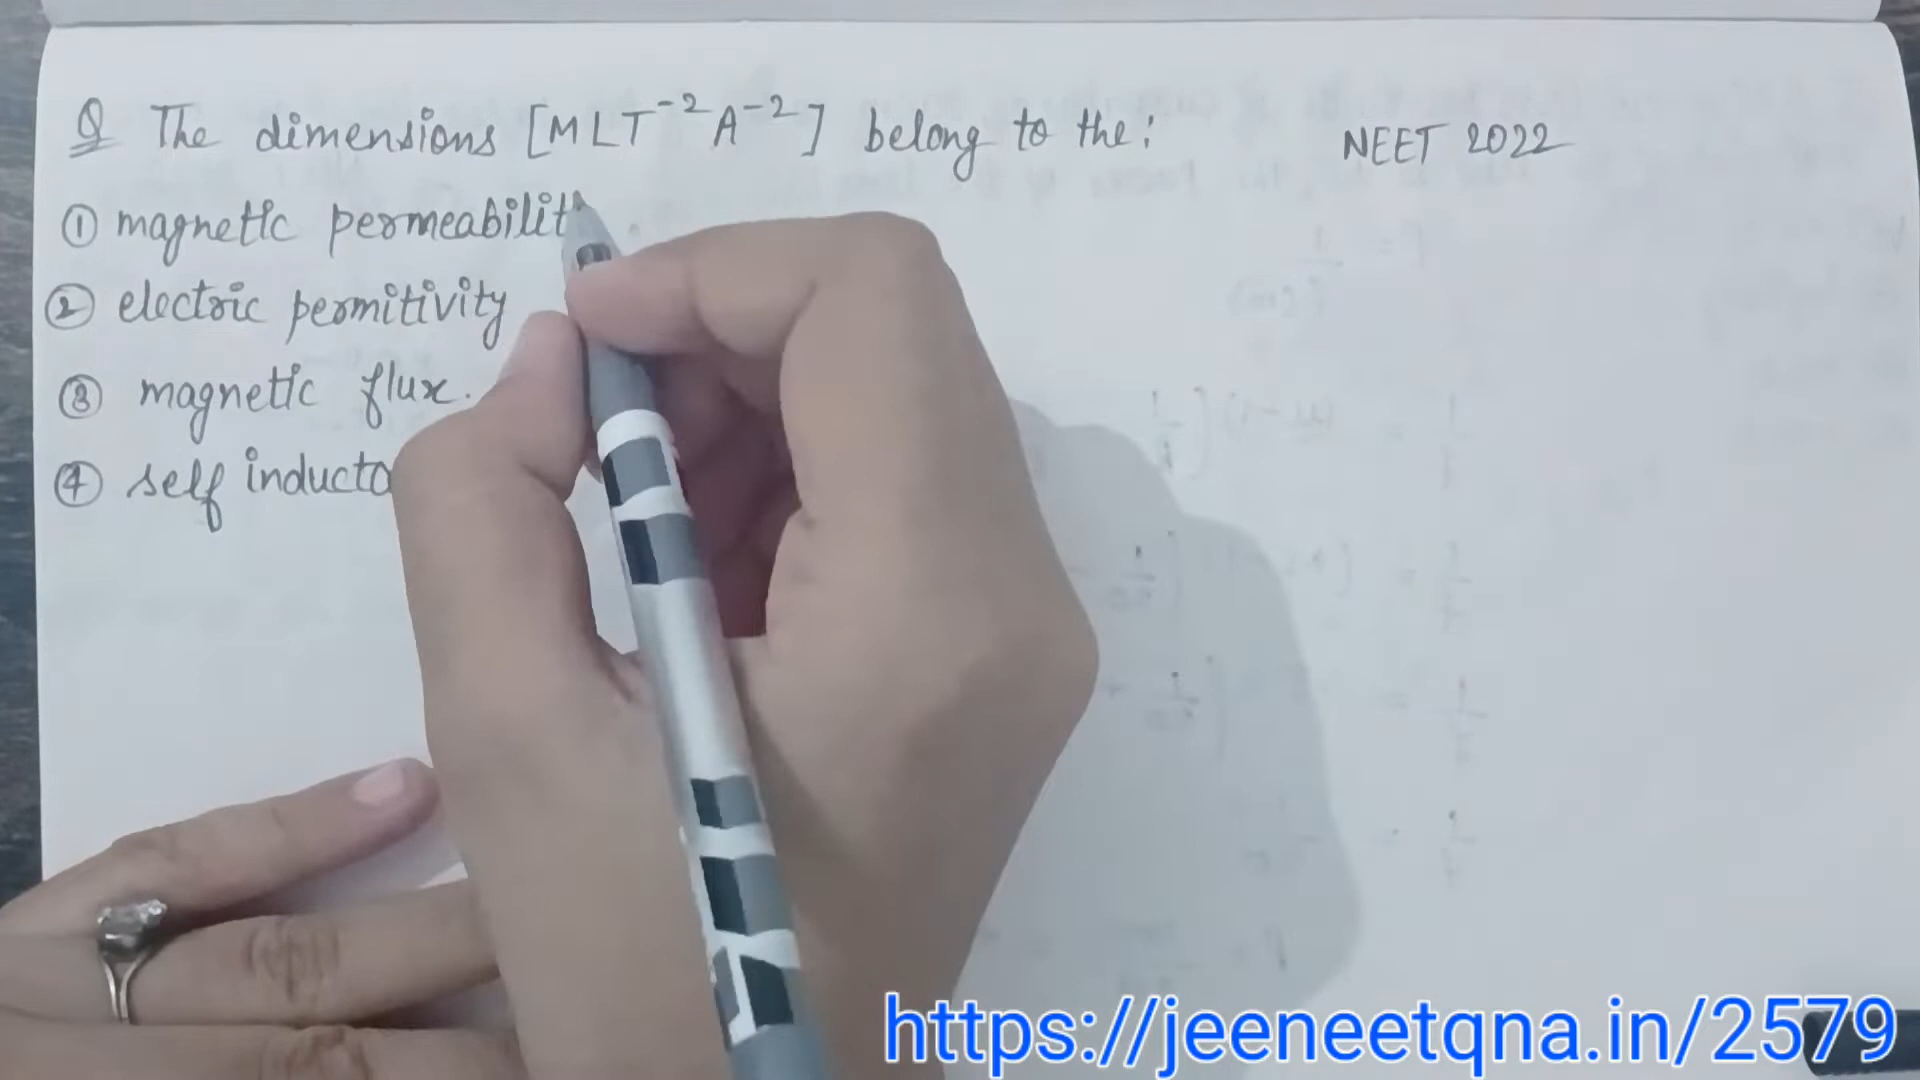 Q The dimensions [MLT⁻²A⁻²] belong to the: NEET 2022
① magnetic permeabilit
② electric permitivity
③ magnetic flux.
④ self inducta
https://jeeneetqna.in/2579